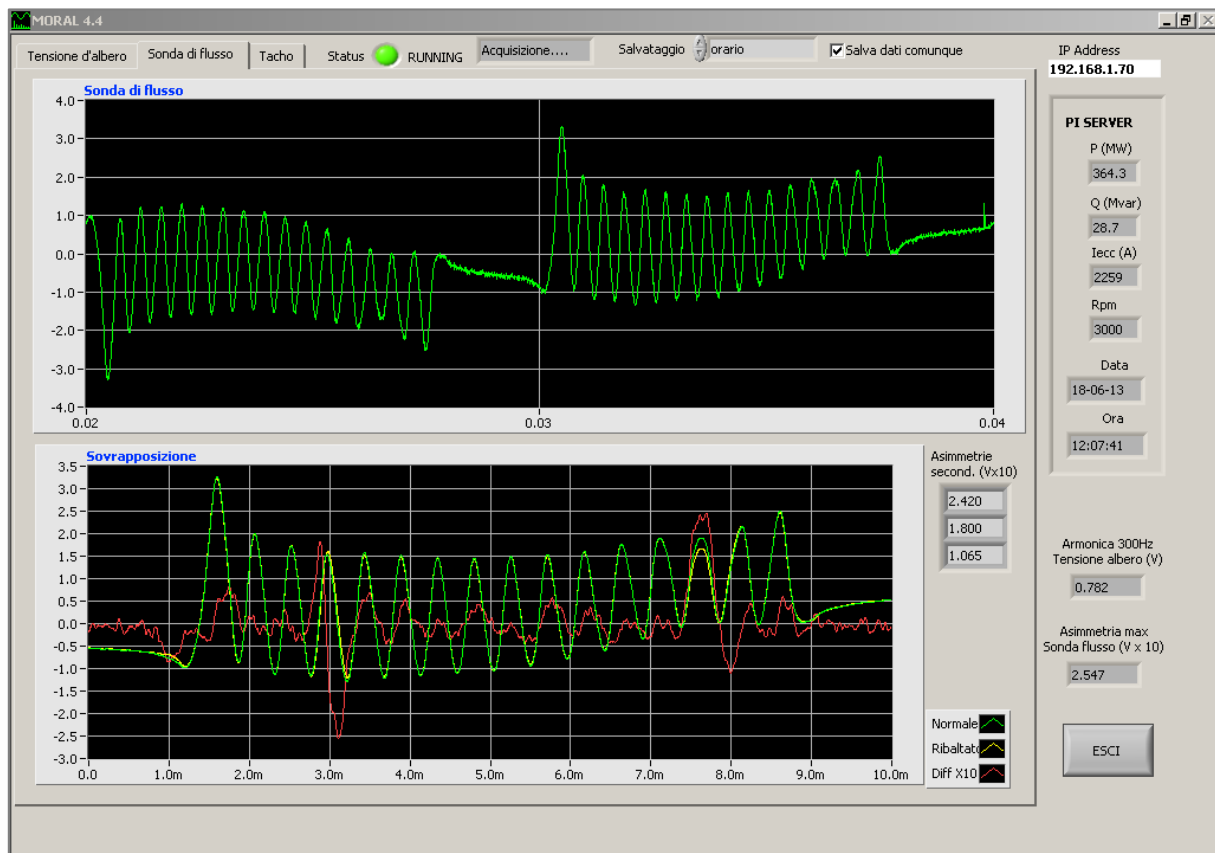 MORAL 4.4
Tensione d'albero
Sonda di flusso
Tacho
Status
RUNNING
Acquisizione....
Salvataggio
orario
Salva dati comunque
IP Address
192.168.1.70
Sonda di flusso
4.0
3.0
2.0
1.0
0.0
-1.0
-2.0
-3.0
-4.0
0.02
0.03
0.04
PI SERVER
P (MW)
364.3
Q (Mvar)
28.7
Iecc (A)
2259
Rpm
3000
Data
18-06-13
Ora
12:07:41
Sovrapposizione
3.5
3.0
2.5
2.0
1.5
1.0
0.5
0.0
-0.5
-1.0
-1.5
-2.0
-2.5
-3.0
0.0
1.0m
2.0m
3.0m
4.0m
5.0m
6.0m
7.0m
8.0m
9.0m
10.0m
Asimmetrie
second. (Vx10)
2.420
1.800
1.065
Normale
Ribaltato
Diff X10
Armonica 300Hz
Tensione albero (V)
0.782
Asimmetria max
Sonda flusso (V x 10)
2.547
ESCI